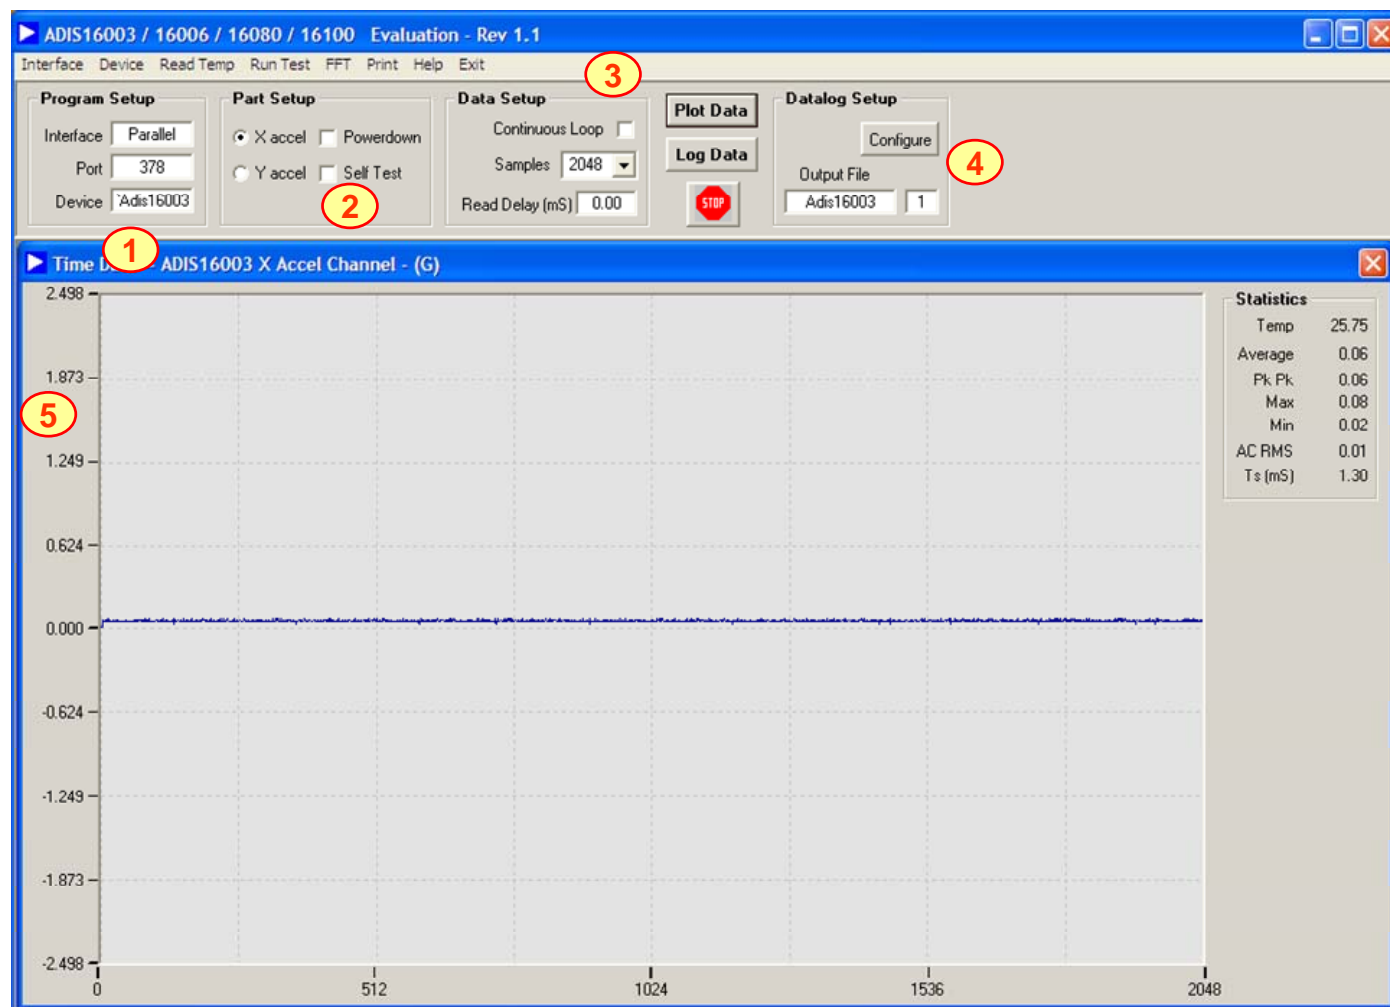 ADIS16003 / 16006 / 16080 / 16100 Evaluation - Rev 1.1
Interface Device Read Temp Run Test FFT Print Help Exit
3
Program Setup
Interface Parallel
Port 378
Device 'Adis16003
1
Part Setup
X accel Powerdown
Y accel Self Test
2
Data Setup
Continuous Loop
Samples 2048
Read Delay (mS) 0.00
Plot Data
Log Data
STOP
Datalog Setup
Configure
4
Output File
Adis16003 1
Time - ADIS16003 X Accel Channel - (G)
2.498
1.873
5
1.249
0.624
0.000
-0.624
-1.249
-1.873
-2.498
0 512 1024 1536 2048
Statistics
Temp 25.75
Average 0.06
Pk Pk 0.06
Max 0.08
Min 0.02
AC RMS 0.01
Ts (mS) 1.30